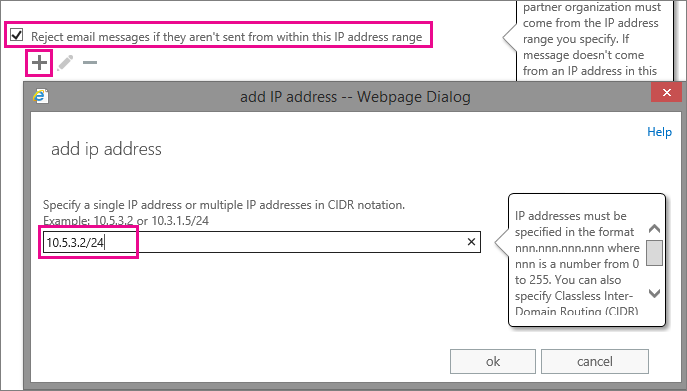 partner organization must
come from the IP address
range you specify. If
message doesn't come
from an IP address in this
Reject email messages if they aren't sent from within this IP address range
add IP address -- Webpage Dialog
Help
add ip address
Specify a single IP address or multiple IP addresses in CIDR notation.
Example: 10.5.3.2 or 10.3.1.5/24
10.5.3.2/24
IP addresses must be
specified in the format
nnn.nnn.nnn.nnn where
nnn is a number from 0
to 255. You can also
specify Classless Inter-
Domain Routing (CIDR)
ok
cancel